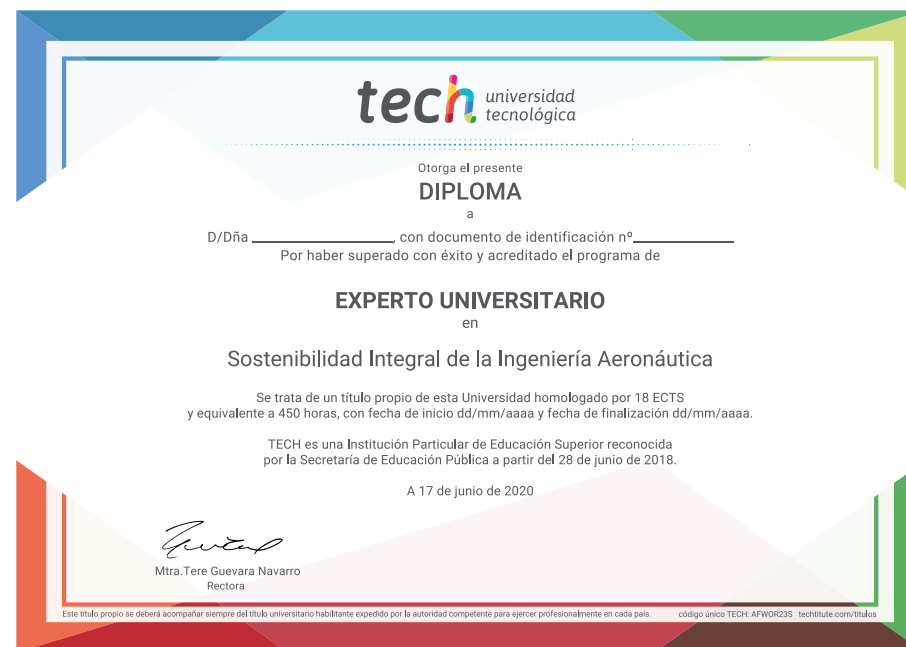 tech universidad
tecnológica
Otorga el presente
DIPLOMA
a
D/Dña ____________________, con documento de identificación nº______________
Por haber superado con éxito y acreditado el programa de
EXPERTO UNIVERSITARIO
en
Sostenibilidad Integral de la Ingeniería Aeronáutica
Se trata de un título propio de esta Universidad homologado por 18 ECTS
y equivalente a 450 horas, con fecha de inicio dd/mm/aaaa y fecha de finalización dd/mm/aaaa.
TECH es una Institución Particular de Educación Superior reconocida
por la Secretaría de Educación Pública a partir del 28 de junio de 2018.
A 17 de junio de 2020
Mtra.Tere Guevara Navarro
Rectora
Este título propio se deberá acompañar siempre del título universitario habilitante expedido por la autoridad competente para ejercer profesionalmente en cada país. código único TECH: AFWOR23S techtitute.com/titulos